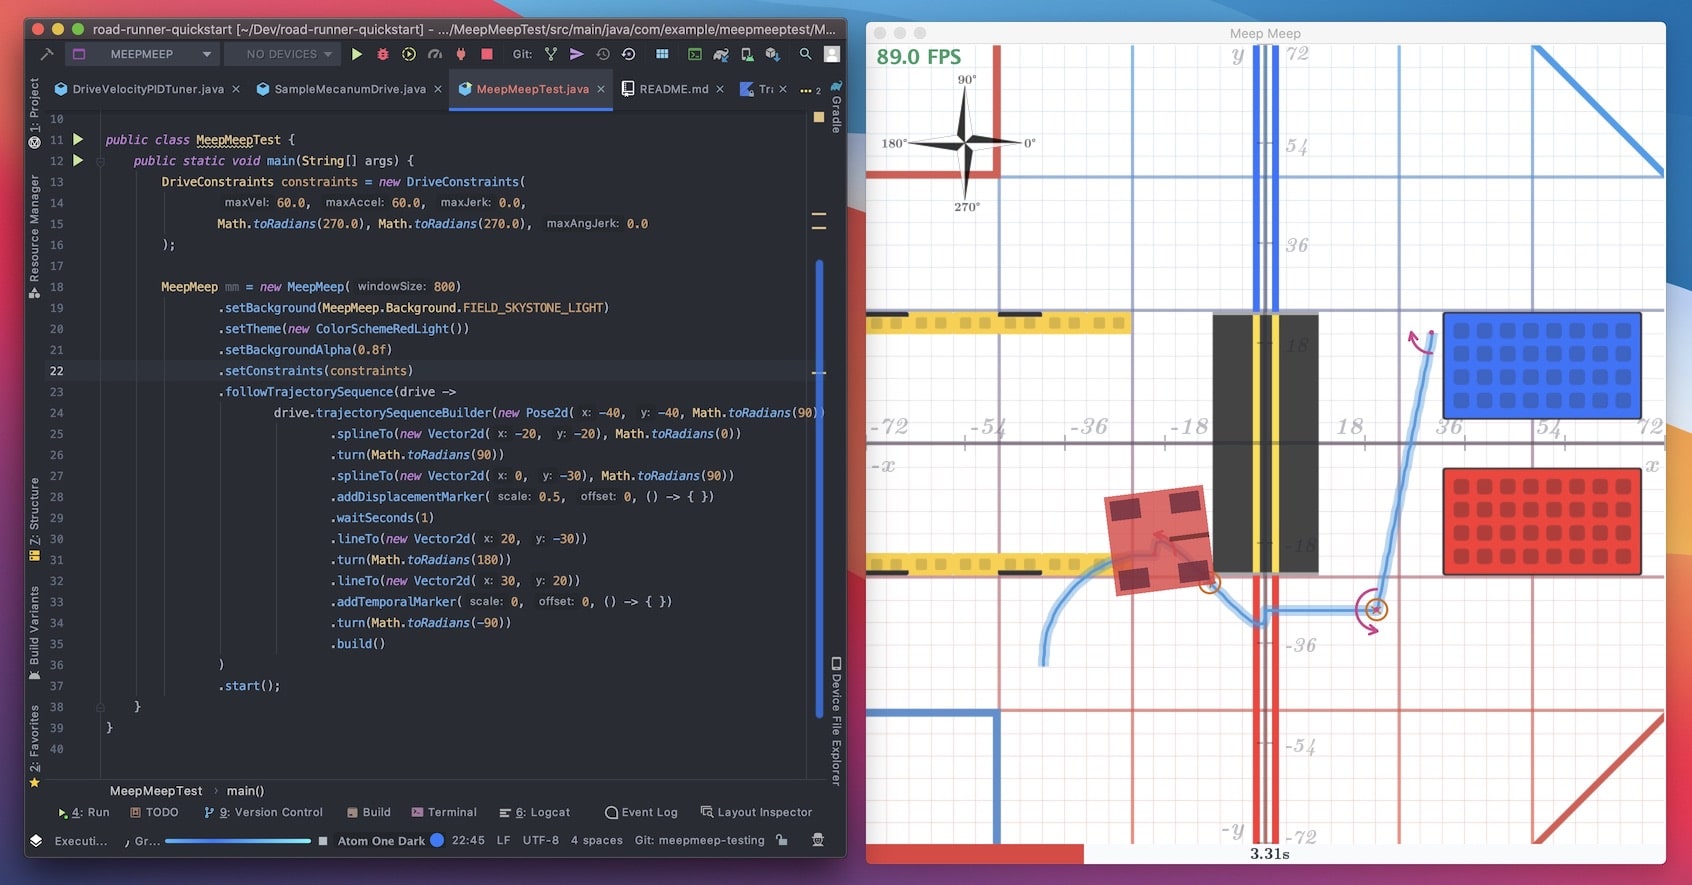 road-runner-quickstart [~/Dev/road-runner-quickstart] - .../MeepMeepTest/src/main/java/com/example/meepmeeptest/M...
MEEPMEEP NO DEVICES Git:
DriveVelocityPIDTuner.java SampleMecanumDrive.java MeepMeepTest.java README.md Tr 2
1: Project
Resource Manager
7: Structure
Build Variants
2: Favorites
10
11 public class MeepMeepTest {
12 public static void main(String[] args) {
13 DriveConstraints constraints = new DriveConstraints(
14 maxVel: 60.0, maxAccel: 60.0, maxJerk: 0.0,
15 Math.toRadians(270.0), Math.toRadians(270.0), maxAngJerk: 0.0
16 );
17
18 MeepMeep mm = new MeepMeep( windowSize: 800)
19 .setBackground(MeepMeep.Background.FIELD_SKYSTONE_LIGHT)
20 .setTheme(new ColorSchemeRedLight())
21 .setBackgroundAlpha(0.8f)
22 .setConstraints(constraints)
23 .followTrajectorySequence(drive ->
24 drive.trajectorySequenceBuilder(new Pose2d( x: -40, y: -40, Math.toRadians(90))
25 .splineTo(new Vector2d( x: -20, y: -20), Math.toRadians(0))
26 .turn(Math.toRadians(90))
27 .splineTo(new Vector2d( x: 0, y: -30), Math.toRadians(90))
28 .addDisplacementMarker( scale: 0.5, offset: 0, () -> { })
29 .waitSeconds(1)
30 .lineTo(new Vector2d( x: 20, y: -30))
31 .turn(Math.toRadians(180))
32 .lineTo(new Vector2d( x: 30, y: 20))
33 .addTemporalMarker( scale: 0, offset: 0, () -> { })
34 .turn(Math.toRadians(-90))
35 .build()
36 )
37 .start();
38 }
39 }
40
Gradle
Device File Explorer
MeepMeepTest › main()
4: Run TODO 9: Version Control Build Terminal 6: Logcat Event Log Layout Inspector
Executi... Gr... Atom One Dark 22:45 LF UTF-8 4 spaces Git: meepmeep-testing
Meep Meep
89.0 FPS
90°
180° 0°
270°
y 72
54
36
18
-72 -54 -36 -18 18 36 54 72
-x x
-18
-36
-54
-y -72
3.31s